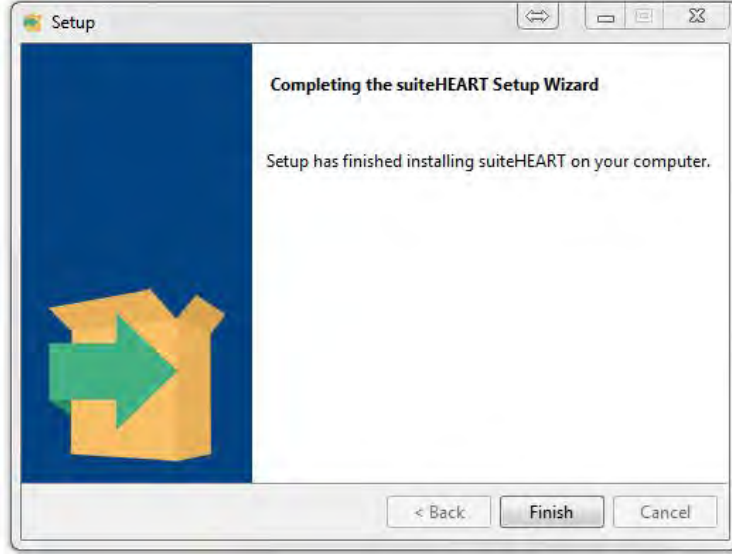 Setup
Completing the suiteHEART Setup Wizard
Setup has finished installing suiteHEART on your computer.
< Back
Finish
Cancel